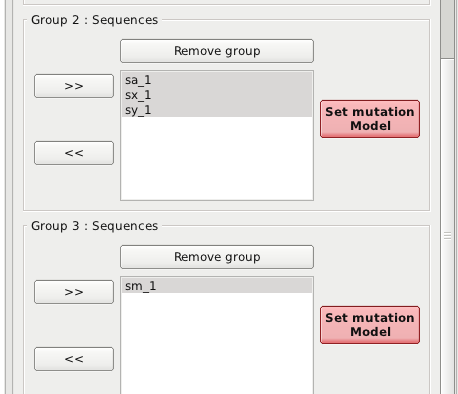 Group 2 : Sequences
Remove group
>>
sa_1
sx_1
sy_1
<<
Set mutation
Model
Group 3 : Sequences
Remove group
>>
sm_1
<<
Set mutation
Model